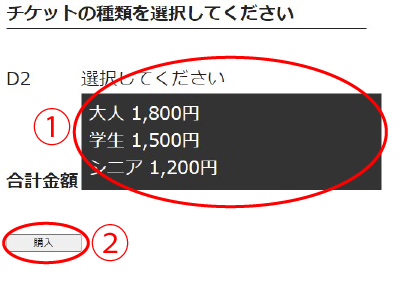 チケットの種類を選択してください
D2 選択してください
① 大人 1,800円
学生 1,500円
シニア 1,200円
合計金額
購入 ②